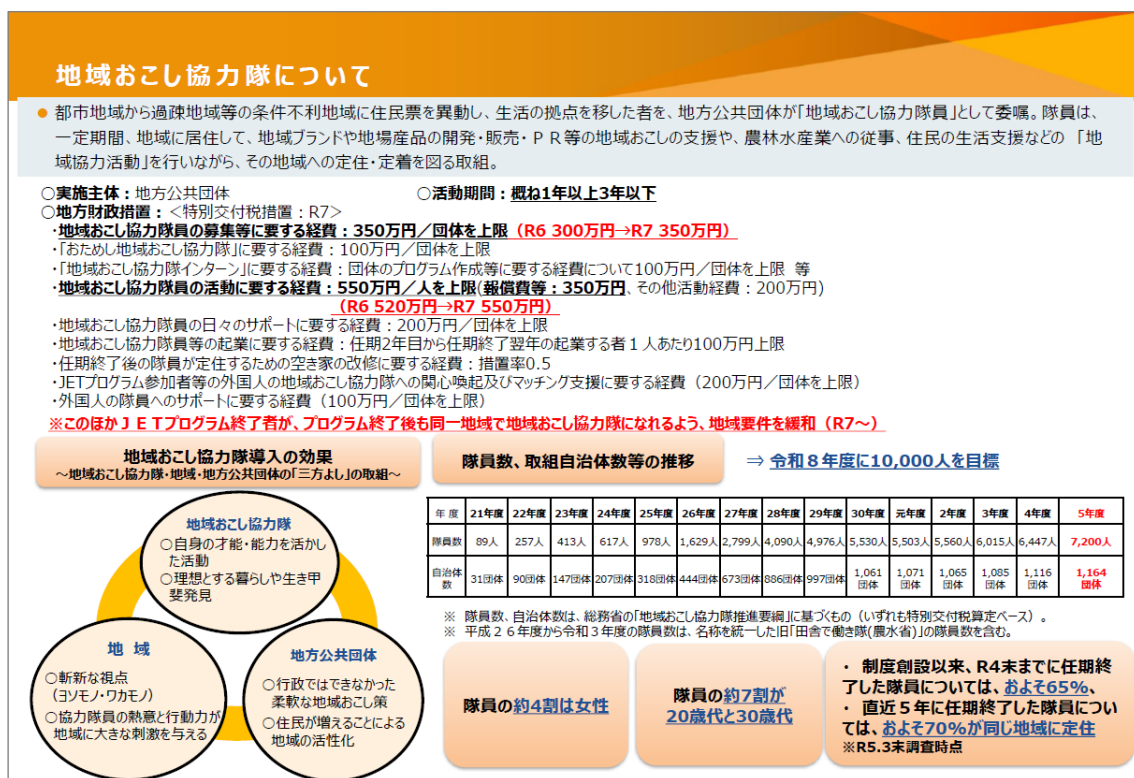 地域おこし協力隊について
● 都市地域から過疎地域等の条件不利地域に住民票を異動し、生活の拠点を移した者を、地方公共団体が「地域おこし協力隊員」として委嘱。隊員は、
一定期間、地域に居住して、地域ブランドや地場産品の開発・販売・ＰＲ等の地域おこしの支援や、農林水産業への従事、住民の生活支援などの 「地
域協力活動」を行いながら、その地域への定住・定着を図る取組。
○実施主体：地方公共団体 ○活動期間：概ね1年以上3年以下
○地方財政措置：＜特別交付税措置：R7＞
・地域おこし協力隊員の募集等に要する経費：350万円／団体を上限（R6 300万円→R7 350万円）
・「おためし地域おこし協力隊」に要する経費：100万円／団体を上限
・「地域おこし協力隊インターン」に要する経費：団体のプログラム作成等に要する経費について100万円／団体を上限 等
・地域おこし協力隊員の活動に要する経費：550万円／人を上限(報償費等：350万円、その他活動経費：200万円)
（R6 520万円→R7 550万円）
・地域おこし協力隊員の日々のサポートに要する経費：200万円／団体を上限
・地域おこし協力隊員等の起業に要する経費：任期2年目から任期終了翌年の起業する者１人あたり100万円上限
・任期終了後の隊員が定住するための空き家の改修に要する経費：措置率0.5
・JETプログラム参加者等の外国人の地域おこし協力隊への関心喚起及びマッチング支援に要する経費（200万円／団体を上限）
・外国人の隊員へのサポートに要する経費（100万円／団体を上限）
※このほかＪＥＴプログラム終了者が、プログラム終了後も同一地域で地域おこし協力隊になれるよう、地域要件を緩和（R7～）
地域おこし協力隊導入の効果
～地域おこし協力隊・地域・地方公共団体の「三方よし」の取組～
地域おこし協力隊
○自身の才能・能力を活かし
た活動
○理想とする暮らしや生き甲
斐発見
地 域
○斬新な視点
（ヨソモノ・ワカモノ）
○協力隊員の熱意と行動力が
地域に大きな刺激を与える
地方公共団体
○行政ではできなかった
柔軟な地域おこし策
○住民が増えることによる
地域の活性化
隊員数、取組自治体数等の推移 ⇒ 令和８年度に10,000人を目標
年 度 21年度 22年度 23年度 24年度 25年度 26年度 27年度 28年度 29年度 30年度 元年度 2年度 3年度 4年度 5年度
隊員数 89人 257人 413人 617人 978人 1,629人 2,799人 4,090人 4,976人 5,530人 5,503人 5,560人 6,015人 6,447人 7,200人
自治体数 31団体 90団体 147団体 207団体 318団体 444団体 673団体 886団体 997団体 1,061団体 1,071団体 1,065団体 1,085団体 1,116団体 1,164団体
※ 隊員数、自治体数は、総務省の「地域おこし協力隊推進要綱」に基づくもの（いずれも特別交付税算定ベース）。
※ 平成２６年度から令和３年度の隊員数は、名称を統一した旧「田舎で働き隊(農水省)」の隊員数を含む。
隊員の約4割は女性
隊員の約7割が
20歳代と30歳代
・ 制度創設以来、R4末までに任期終
了した隊員については、およそ65％、
・ 直近５年に任期終了した隊員につい
ては、およそ70％が同じ地域に定住
※R5.3末調査時点